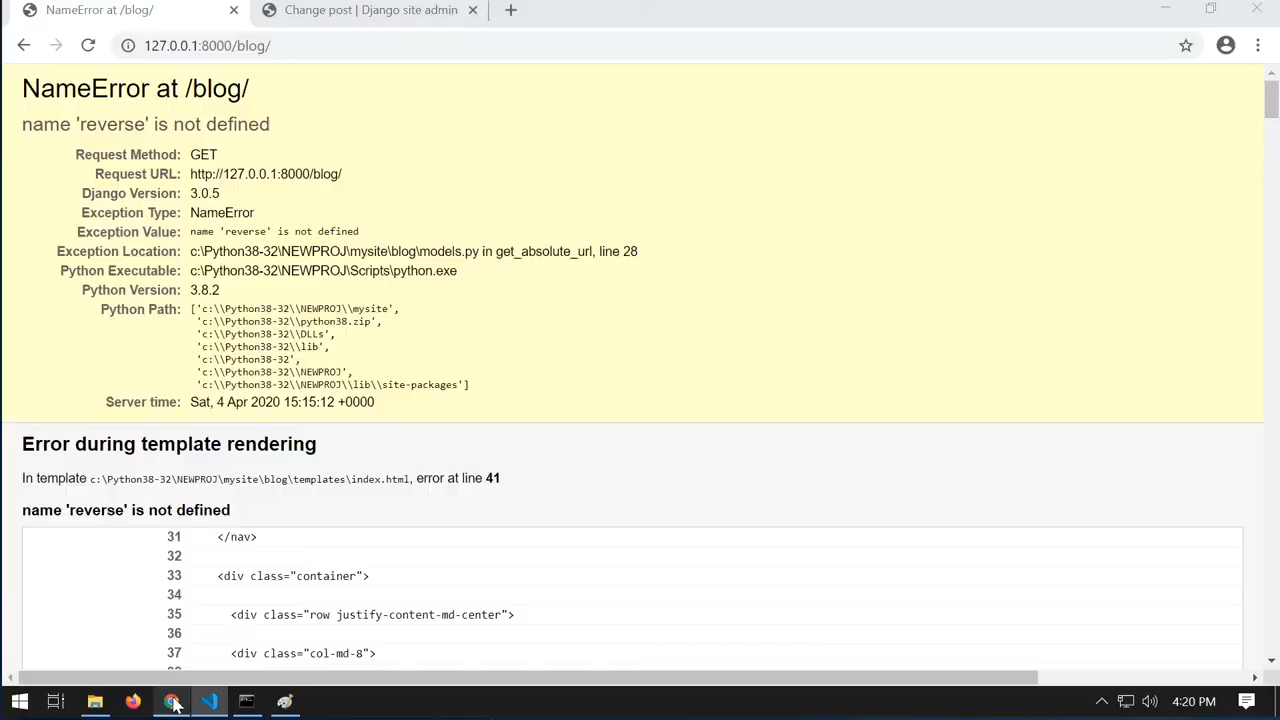 NameError at /blog/
Change post | Django site admin
127.0.0.1:8000/blog/
NameError at /blog/
name 'reverse' is not defined
Request Method: GET
Request URL: http://127.0.0.1:8000/blog/
Django Version: 3.0.5
Exception Type: NameError
Exception Value: name 'reverse' is not defined
Exception Location: c:\Python38-32\NEWPROJ\mysite\blog\models.py in get_absolute_url, line 28
Python Executable: c:\Python38-32\NEWPROJ\Scripts\python.exe
Python Version: 3.8.2
Python Path: ['c:\\Python38-32\\NEWPROJ\\mysite',
'c:\\Python38-32\\python38.zip',
'c:\\Python38-32\\DLLs',
'c:\\Python38-32\\lib',
'c:\\Python38-32',
'c:\\Python38-32\\NEWPROJ',
'c:\\Python38-32\\NEWPROJ\\lib\\site-packages']
Server time: Sat, 4 Apr 2020 15:15:12 +0000
Error during template rendering
In template c:\Python38-32\NEWPROJ\mysite\blog\templates\index.html, error at line 41
name 'reverse' is not defined
31 </nav>
32
33 <div class="container">
34
35 <div class="row justify-content-md-center">
36
37 <div class="col-md-8">
4:20 PM